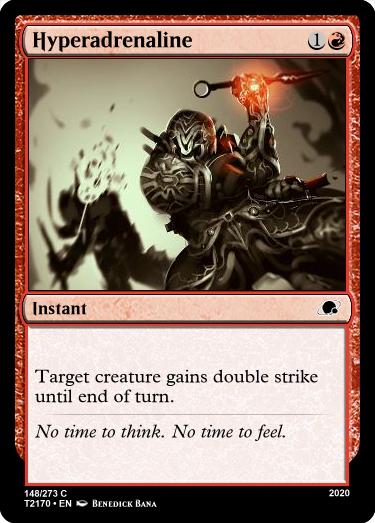 Hyperadrenaline 1
Instant
Target creature gains double strike
until end of turn.
No time to think. No time to feel.
148/273 C 2020
T2170 • EN Benedick Bana